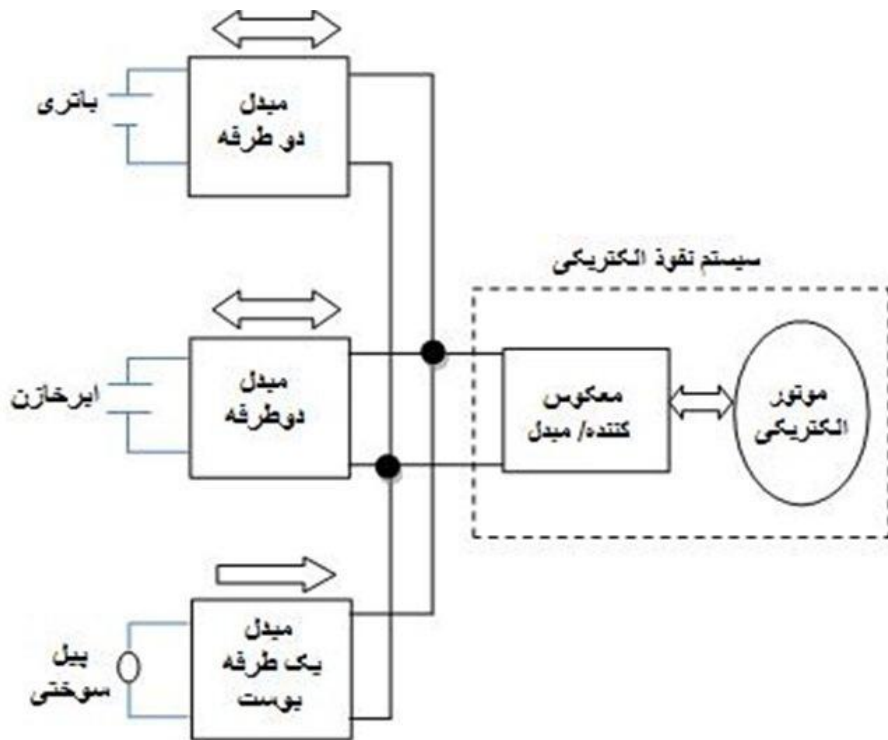 باتری
مبدل
دو طرفه
سیستم نفوذ الکتریکی
ابرخازن
مبدل
دوطرفه
معکوس
کننده/ مبدل
موتور
الکتریکی
پیل
سوختی
مبدل
یک طرفه
بوست